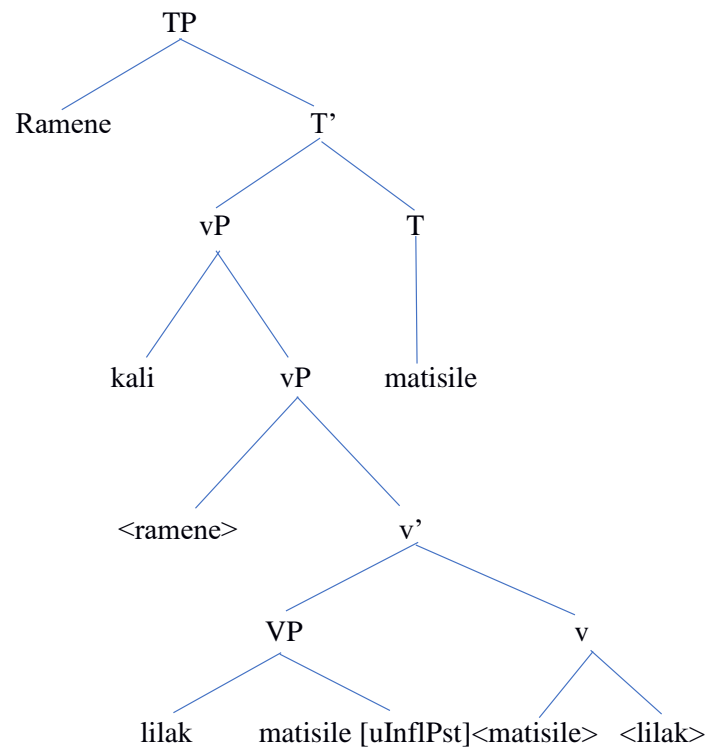 TP
Ramene T’
vP T
kali vP matisile
<ramene> v’
VP v
lilak matisile [uInflPst]<matisile> <lilak>